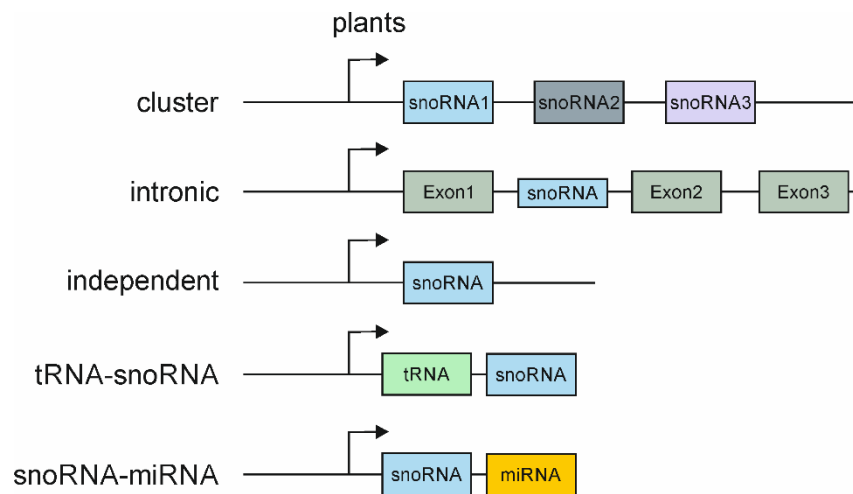 plants
cluster snoRNA1 snoRNA2 snoRNA3
intronic Exon1 snoRNA Exon2 Exon3
independent snoRNA
tRNA-snoRNA tRNA snoRNA
snoRNA-miRNA snoRNA miRNA